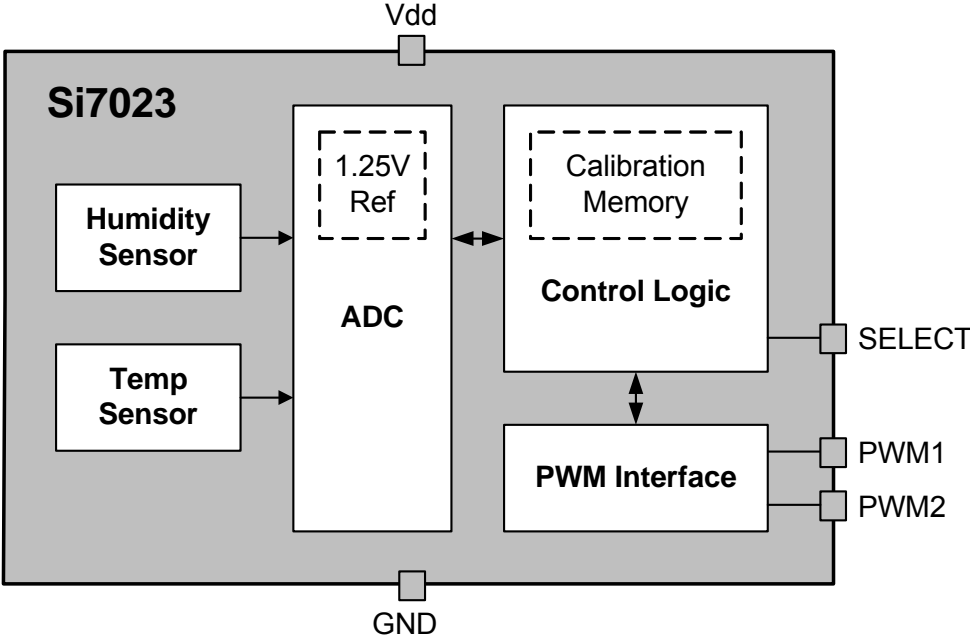 Vdd
Si7023
1.25V
Ref
Calibration
Memory
Humidity
Sensor
Control Logic
ADC
SELECT
Temp
Sensor
PWM Interface
PWM1
PWM2
GND